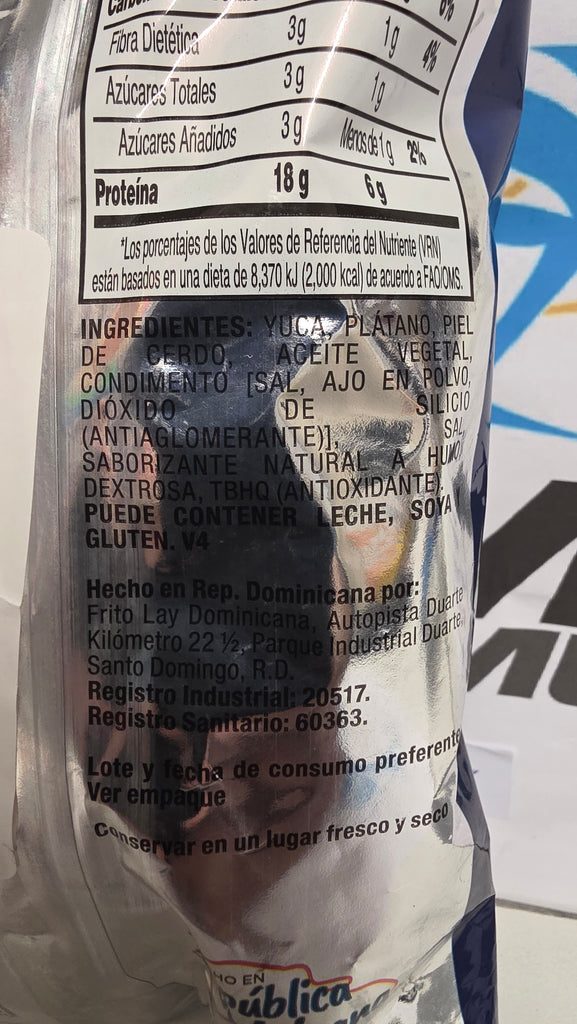 6%
Fibra Dietética 3g 1g 4%
Azúcares Totales 3g 1g
Azúcares Añadidos 3g Menos de 1g 2%
Proteína 18 g 6g
*Los porcentajes de los Valores de Referencia del Nutriente (VRN)
están basados en una dieta de 8,370 kJ (2,000 kcal) de acuerdo a FAO/OMS.
INGREDIENTES: YUCA, PLÁTANO, PIEL
DE CERDO, ACEITE VEGETAL,
CONDIMENTO [SAL, AJO EN POLVO,
DIÓXIDO DE SILICIO
(ANTIAGLOMERANTE)], SAL,
SABORIZANTE NATURAL A HUMO,
DEXTROSA, TBHQ (ANTIOXIDANTE).
PUEDE CONTENER LECHE, SOYA
GLUTEN. V4
Hecho en Rep. Dominicana por:
Frito Lay Dominicana, Autopista Duarte
Kilómetro 22 ½, Parque Industrial Duarte,
Santo Domingo, R.D.
Registro Industrial: 20517.
Registro Sanitario: 60363.
Lote y fecha de consumo preferente
Ver empaque
Conservar en un lugar fresco y seco
HO EN
ública